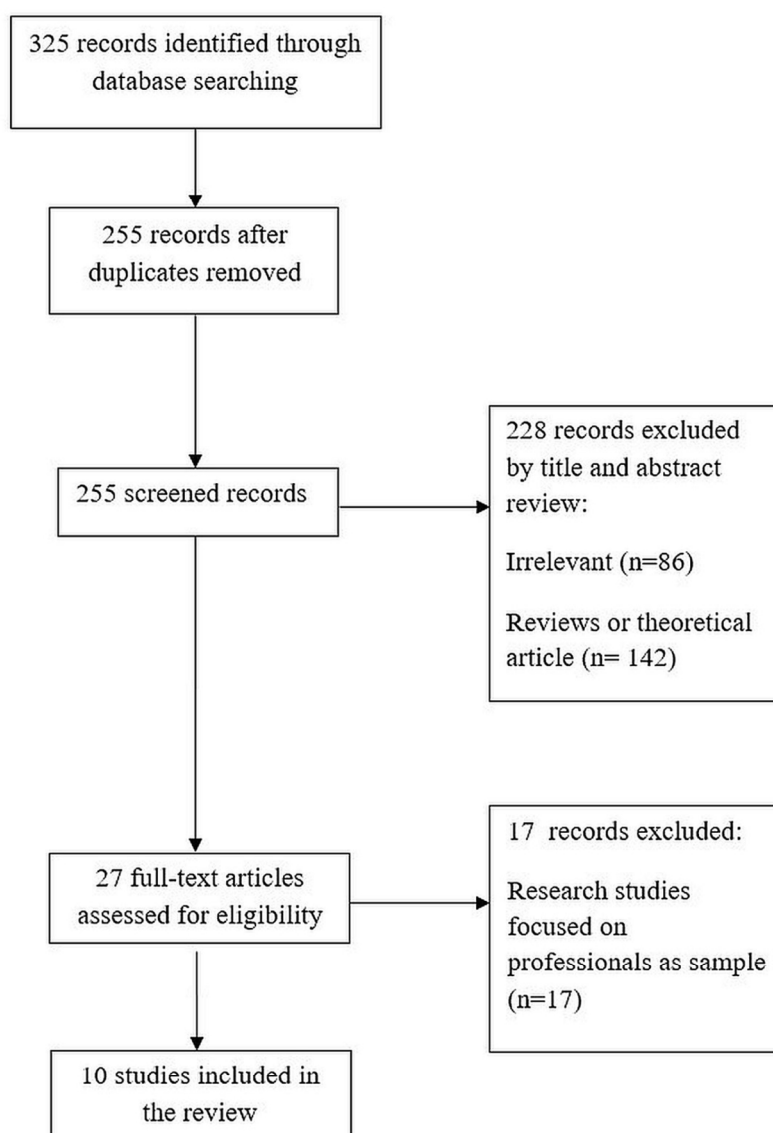 325 records identified through
database searching
255 records after
duplicates removed
255 screened records
228 records excluded
by title and abstract
review:
Irrelevant (n=86)
Reviews or theoretical
article (n= 142)
27 full-text articles
assessed for eligibility
17 records excluded:
Research studies
focused on
professionals as sample
(n=17)
10 studies included in
the review